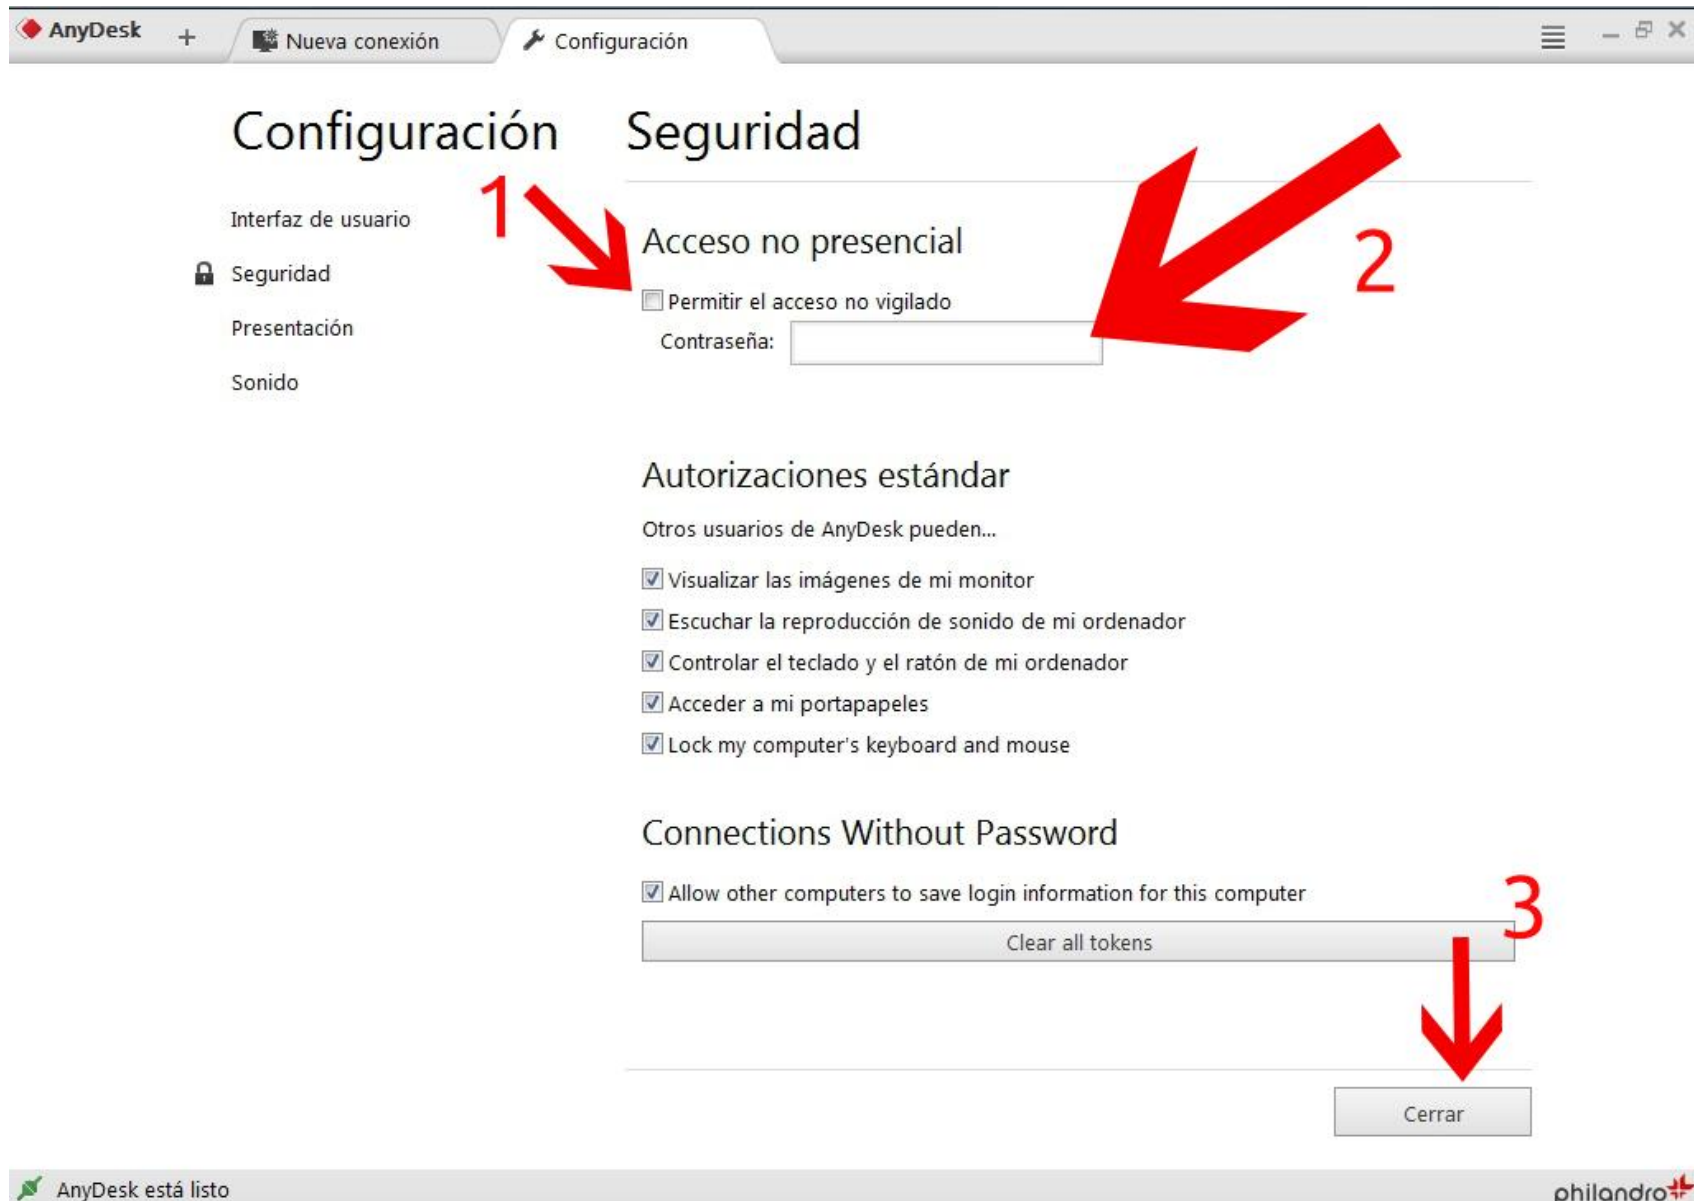 AnyDesk + Nueva conexión Configuración
Configuración
Interfaz de usuario
Seguridad
Presentación
Sonido
Seguridad
1
2
Acceso no presencial
Permitir el acceso no vigilado
Contraseña:
Autorizaciones estándar
Otros usuarios de AnyDesk pueden...
Visualizar las imágenes de mi monitor
Escuchar la reproducción de sonido de mi ordenador
Controlar el teclado y el ratón de mi ordenador
Acceder a mi portapapeles
Lock my computer's keyboard and mouse
Connections Without Password
Allow other computers to save login information for this computer
3
Clear all tokens
Cerrar
AnyDesk está listo
philandro